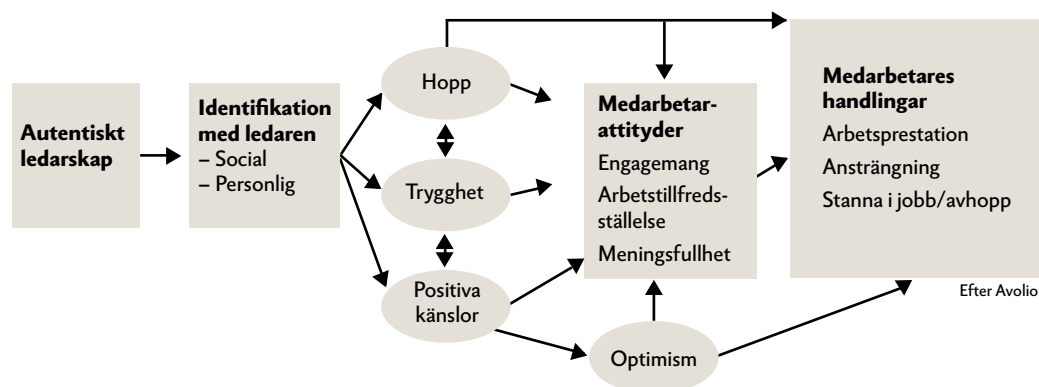 Autentiskt
ledarskap
Identifikation
med ledaren
– Social
– Personlig
Hopp
Trygghet
Positiva
känslor
Optimism
Medarbetar-
attityder
Engagemang
Arbetstillfreds-
ställelse
Meningsfullhet
Medarbetares
handlingar
Arbetsprestation
Ansträngning
Stanna i jobb/avhopp
Efter Avolio